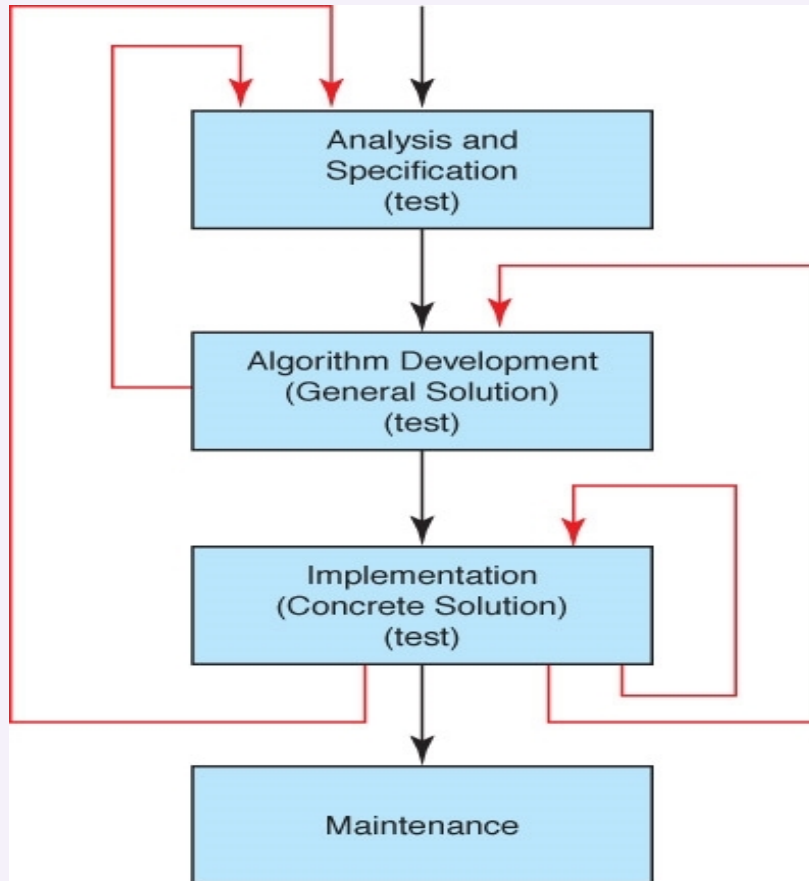 Analysis and
Specification
(test)
Algorithm Development
(General Solution)
(test)
Implementation
(Concrete Solution)
(test)
Maintenance